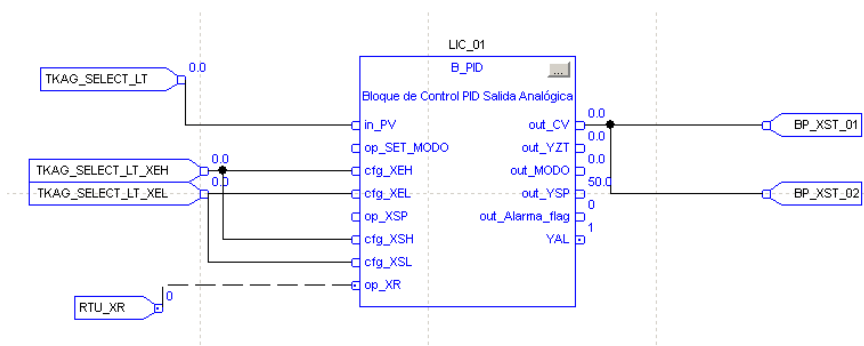 LIC_01
B_PID
...
Bloque de Control PID Salida Analógica
TKAG_SELECT_LT
0.0
in_PV
out_CV
0.0
BP_XST_01
op_SET_MODO
out_YZT
0.0
TKAG_SELECT_LT_XEH
0.0
cfg_XEH
out_MODO
0.0
TKAG_SELECT_LT_XEL
0.0
cfg_XEL
out_YSP
50.0
BP_XST_02
op_XSP
out_Alarma_flag
0
cfg_XSH
YAL
1
cfg_XSL
op_XR
RTU_XR
0